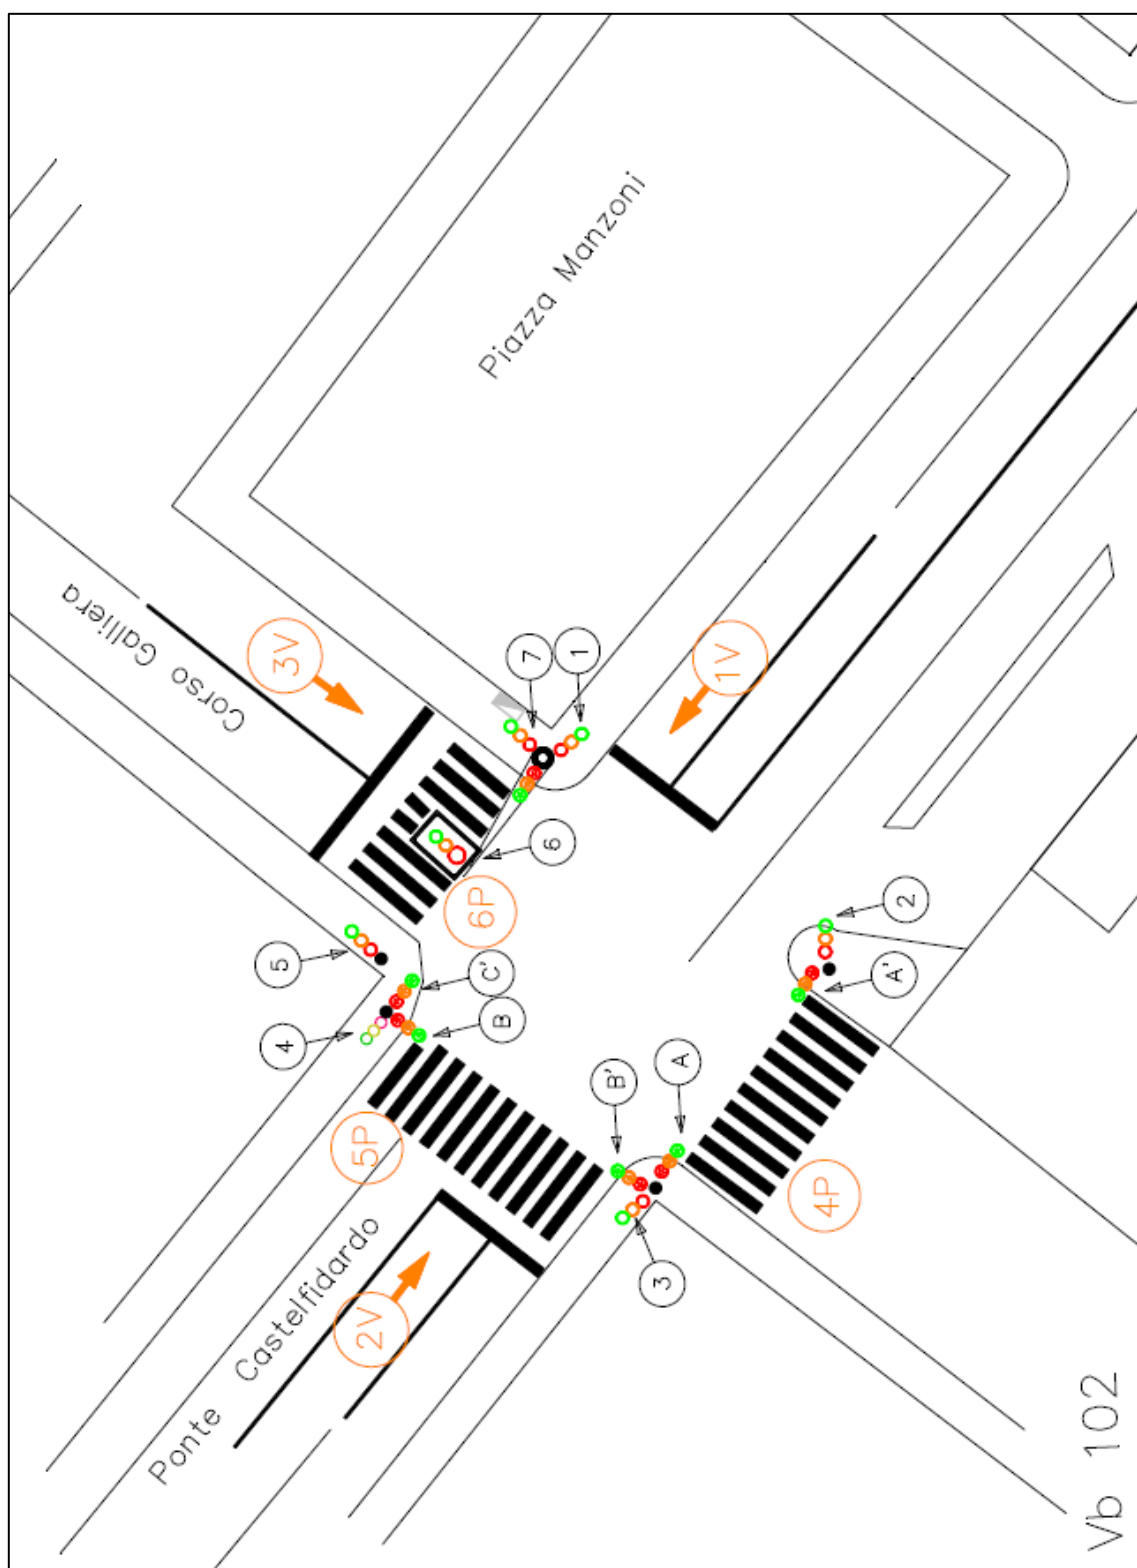 Piazza Manzoni
Corso Galliera
3V
7
1
1V
6
6P
5
C'
4
B
2
A'
B'
A
5P
3
4P
Ponte Castelfidardo
2V
Vb 102